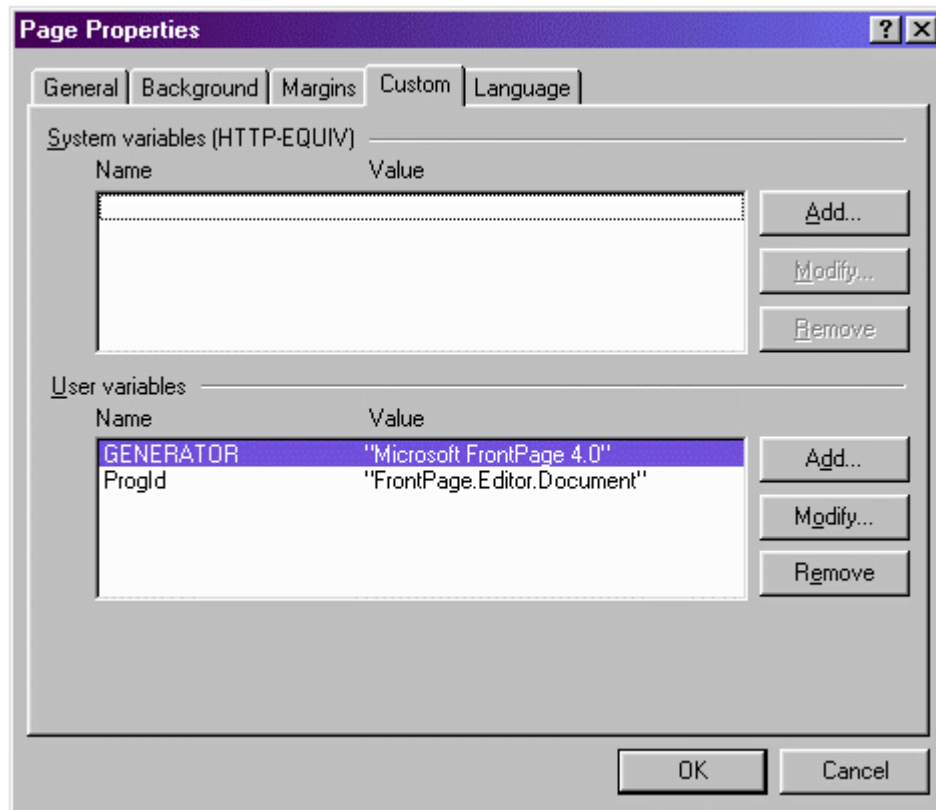 Page Properties
General Background Margins Custom Language
System variables (HTTP-EQUIV)
Name Value
Add...
Modify...
Remove
User variables
Name Value
GENERATOR "Microsoft FrontPage 4.0"
ProgId "FrontPage.Editor.Document"
Add...
Modify...
Remove
OK Cancel